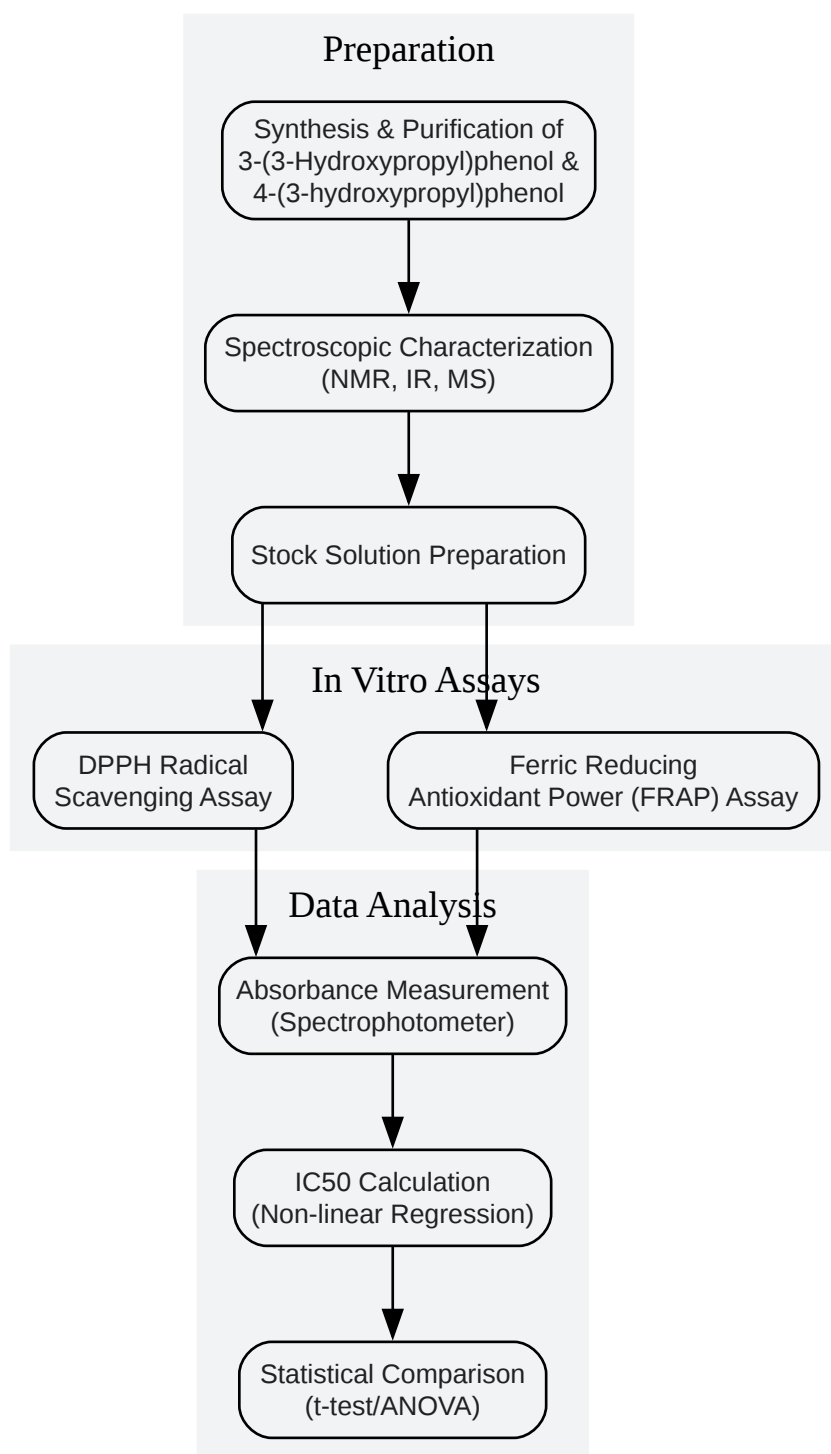 Preparation
Synthesis & Purification of
3-(3-Hydroxypropyl)phenol &
4-(3-hydroxypropyl)phenol
Spectroscopic Characterization
(NMR, IR, MS)
Stock Solution Preparation
In Vitro Assays
DPPH Radical
Scavenging Assay
Ferric Reducing
Antioxidant Power (FRAP) Assay
Data Analysis
Absorbance Measurement
(Spectrophotometer)
IC50 Calculation
(Non-linear Regression)
Statistical Comparison
(t-test/ANOVA)